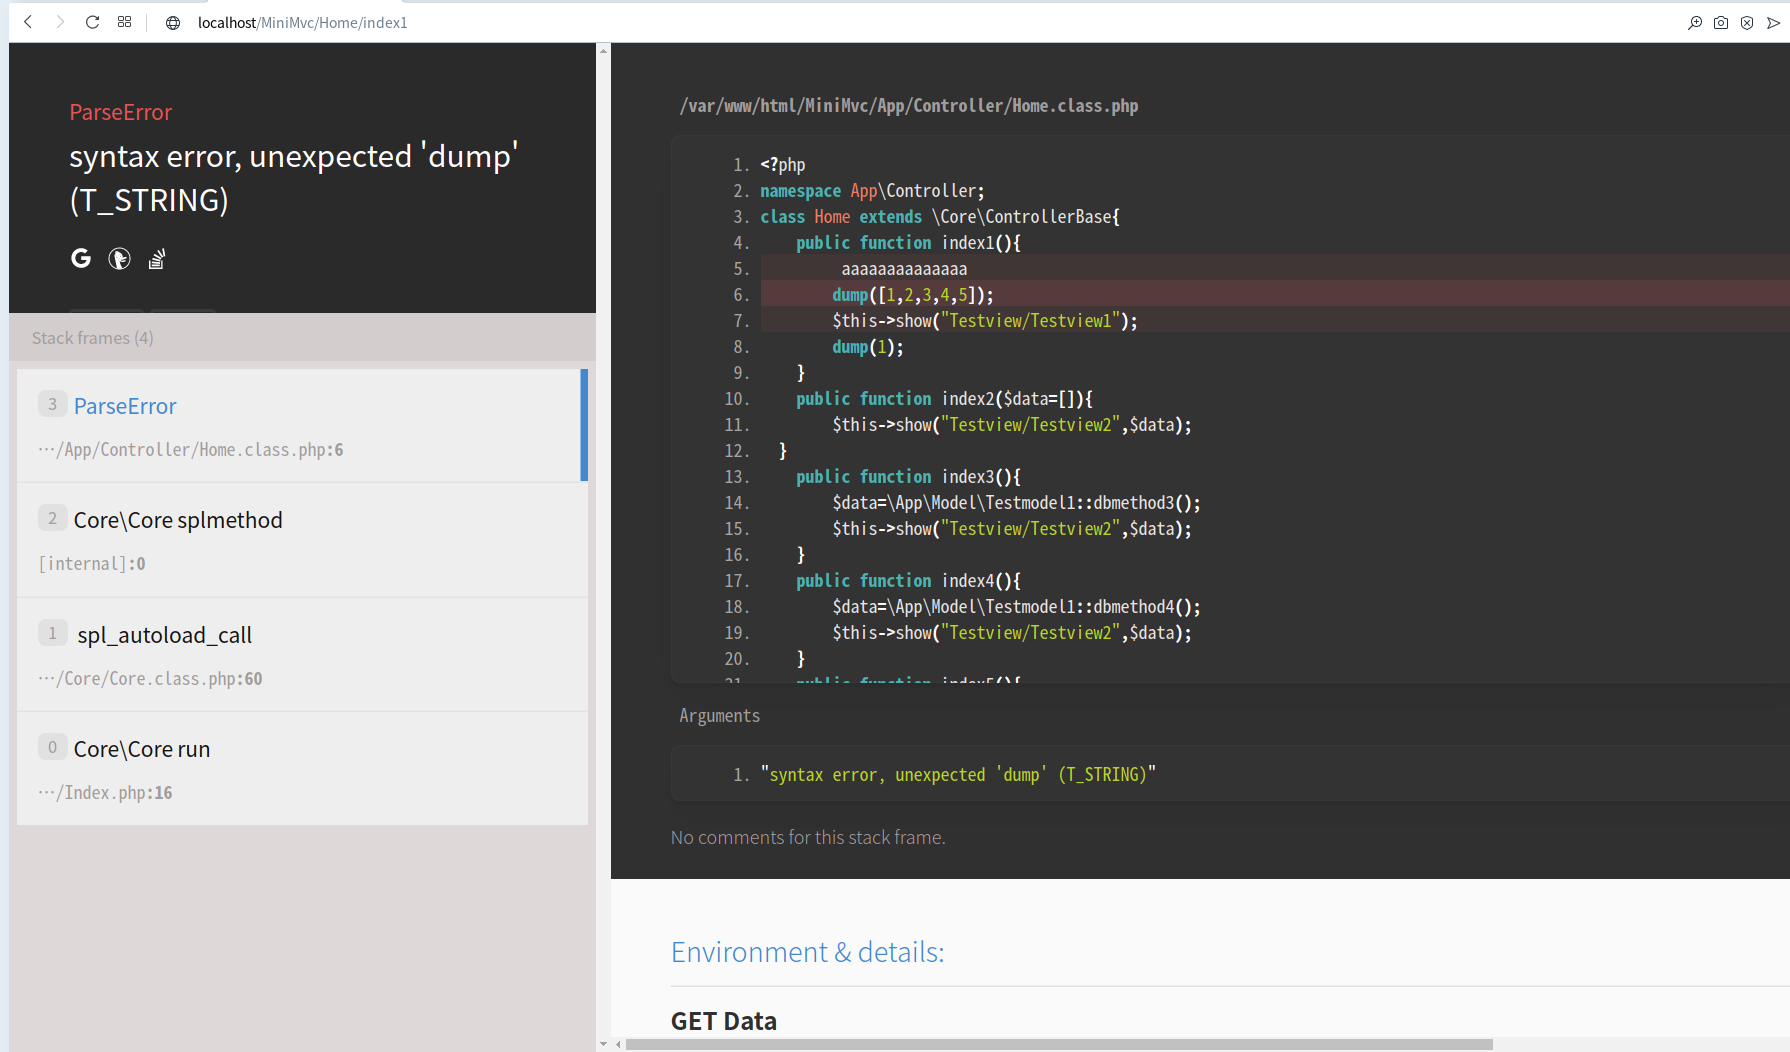 localhost/MiniMvc/Home/index1
ParseError
syntax error, unexpected 'dump'
(T_STRING)
Stack frames (4)
3 ParseError
…/App/Controller/Home.class.php:6
2 Core\Core splmethod
[internal]:0
1 spl_autoload_call
…/Core/Core.class.php:60
0 Core\Core run
…/Index.php:16
/var/www/html/MiniMvc/App/Controller/Home.class.php
1. <?php
2. namespace App\Controller;
3. class Home extends \Core\ControllerBase{
4.     public function index1(){
5.          aaaaaaaaaaaaaa
6.         dump([1,2,3,4,5]);
7.         $this->show("Testview/Testview1");
8.         dump(1);
9.     }
10.     public function index2($data=[]){
11.         $this->show("Testview/Testview2",$data);
12.   }
13.     public function index3(){
14.         $data=\App\Model\Testmodel1::dbmethod3();
15.         $this->show("Testview/Testview2",$data);
16.     }
17.     public function index4(){
18.         $data=\App\Model\Testmodel1::dbmethod4();
19.         $this->show("Testview/Testview2",$data);
20.     }
21.     public function index5(){
Arguments
1. "syntax error, unexpected 'dump' (T_STRING)"
No comments for this stack frame.
Environment & details:
GET Data